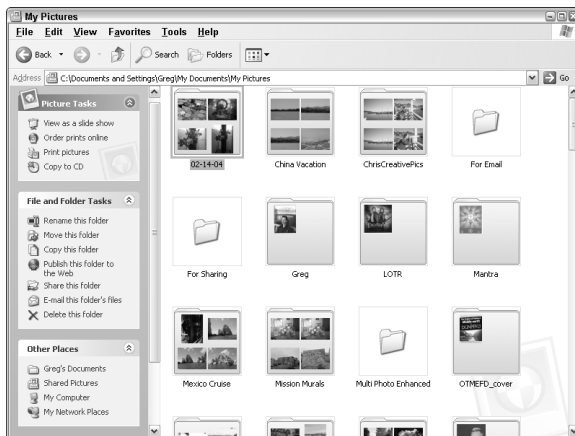 My Pictures
File Edit View Favorites Tools Help
Back Search Folders
Address C:\Documents and Settings\Greg\My Documents\My Pictures Go
Picture Tasks
View as a slide show
Order prints online
Print pictures
Copy to CD
File and Folder Tasks
Rename this folder
Move this folder
Copy this folder
Publish this folder to
the Web
Share this folder
E-mail this folder's files
Delete this folder
Other Places
Greg's Documents
Shared Pictures
My Computer
My Network Places
02-14-04 China Vacation ChrisCreativePics For Email
For Sharing Greg LOTR Mantra
Mexico Cruise Mission Murals Multi Photo Enhanced OTMEFD_cover